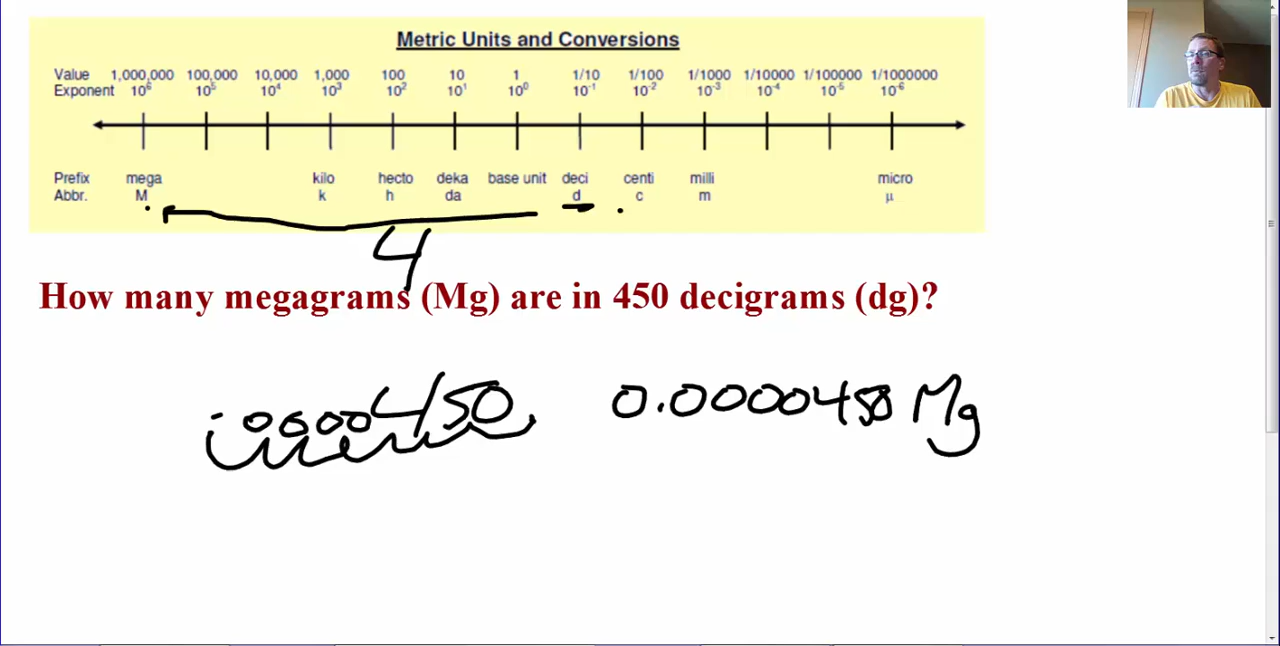 Metric Units and Conversions
Value 1,000,000 100,000 10,000 1,000 100 10 1 1/10 1/100 1/1000 1/10000 1/100000 1/1000000
Exponent 10⁶ 10⁵ 10⁴ 10³ 10² 10¹ 10⁰ 10⁻¹ 10⁻² 10⁻³ 10⁻⁴ 10⁻⁵ 10⁻⁶
Prefix mega kilo hecto deka base unit deci centi milli micro
Abbr. M k h da d c m µ
4
How many megagrams (Mg) are in 450 decigrams (dg)?
.0000450. 0.0000450 Mg